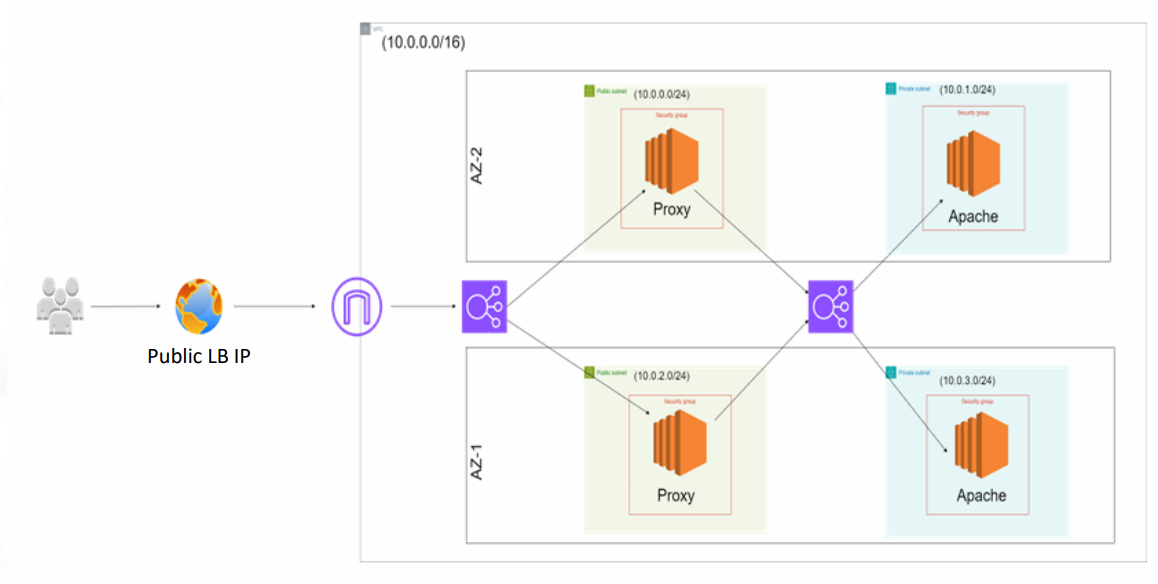 VPC
(10.0.0.0/16)
AZ-2
Public subnet
(10.0.0.0/24)
Security group
Proxy
Private subnet
(10.0.1.0/24)
Security group
Apache
Public LB IP
AZ-1
Public subnet
(10.0.2.0/24)
Security group
Proxy
Private subnet
(10.0.3.0/24)
Security group
Apache